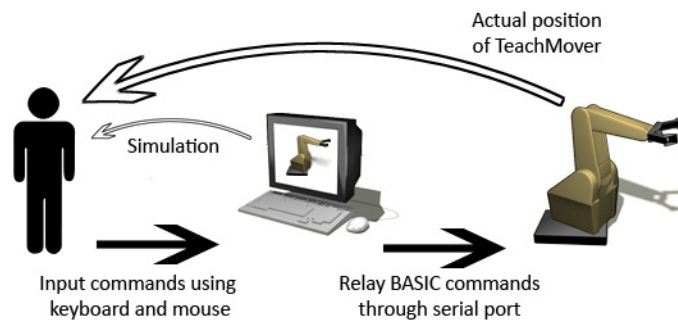 Actual position
of TeachMover
Simulation
Input commands using
keyboard and mouse
Relay BASIC commands
through serial port